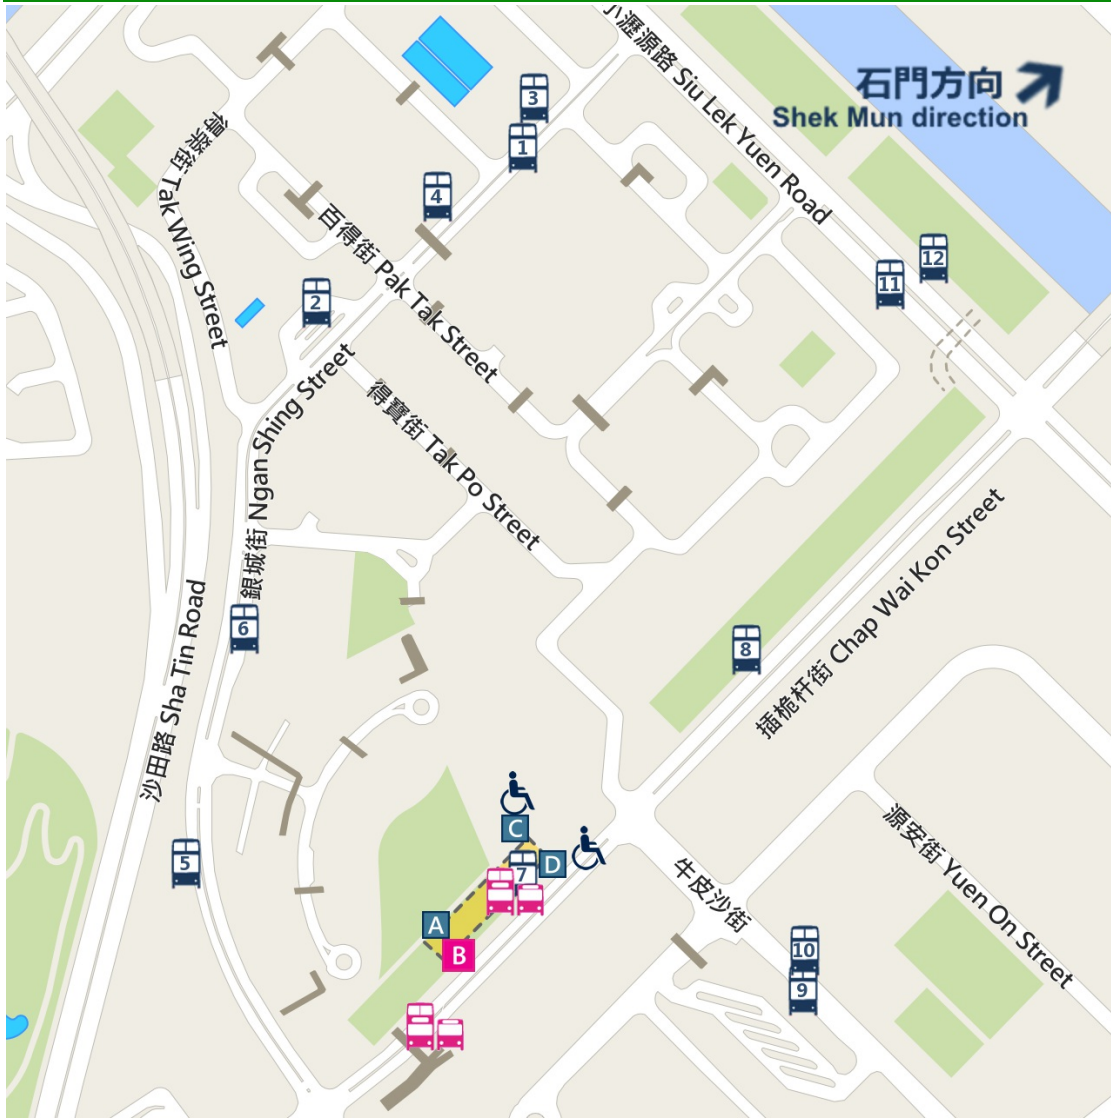 小瀝源路 Siu Lek Yuen Road
石門方向
Shek Mun direction
3
1
得榮街 Tak Wing Street
4
百得街 Pak Tak Street
12
11
2
銀城街 Ngan Shing Street
得寶街 Tak Po Street
插桅杆街 Chap Wai Kon Street
沙田路 Sha Tin Road
6
8
C
D
7
5
A
B
牛皮沙街
源安街 Yuen On Street
10
9